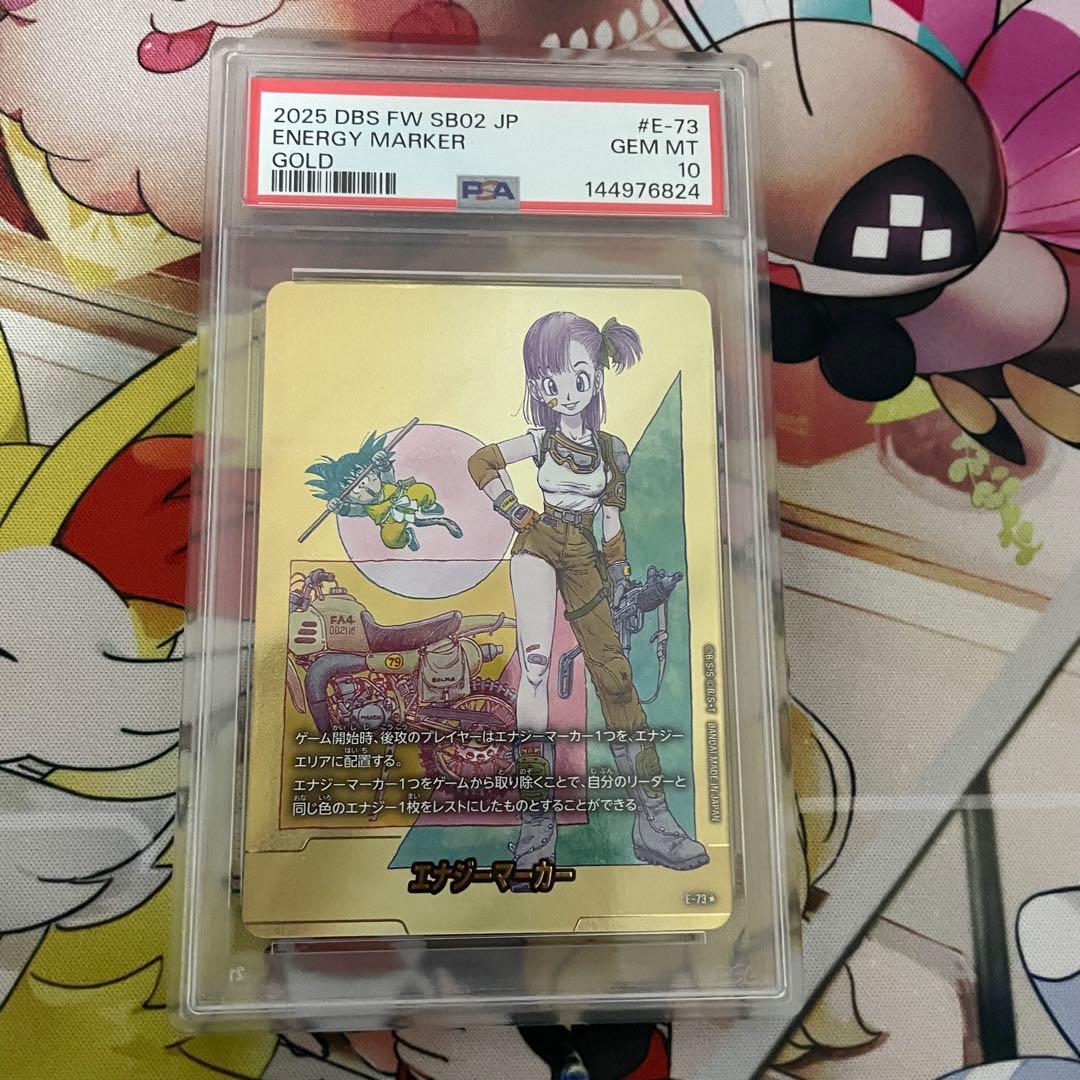 2025 DBS FW SB02 JP
#E-73
ENERGY MARKER
GEM MT
GOLD
10
PSA
144976824
FA4
002116
79
BULMA
ゲーム開始時、後攻のプレイヤーはエナジーマーカー1つを、エナジー
エリアに配置する。
エナジーマーカー1つをゲームから取り除くことで、自分のリーダーと
同じ色のエナジー1枚をレストにしたものとすることができる。
エナジーマーカー
E-73★
©B.S/S ©B/S・T BANDAI MADE IN JAPAN